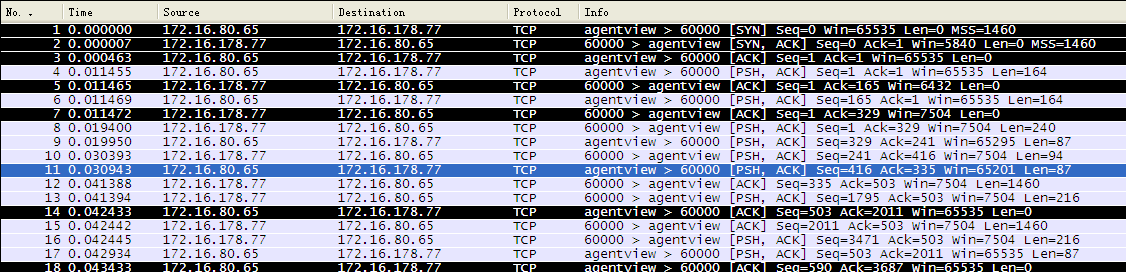 No. . Time Source Destination Protocol Info
1 0.000000 172.16.80.65 172.16.178.77 TCP agentview > 60000 [SYN] Seq=0 Win=65535 Len=0 MSS=1460
2 0.000007 172.16.178.77 172.16.80.65 TCP 60000 > agentview [SYN, ACK] Seq=0 Ack=1 Win=5840 Len=0 MSS=1460
3 0.000463 172.16.80.65 172.16.178.77 TCP agentview > 60000 [ACK] Seq=1 Ack=1 Win=65535 Len=0
4 0.011455 172.16.80.65 172.16.178.77 TCP agentview > 60000 [PSH, ACK] Seq=1 Ack=1 Win=65535 Len=164
5 0.011465 172.16.178.77 172.16.80.65 TCP 60000 > agentview [ACK] Seq=1 Ack=165 Win=6432 Len=0
6 0.011469 172.16.80.65 172.16.178.77 TCP agentview > 60000 [PSH, ACK] Seq=165 Ack=1 Win=65535 Len=164
7 0.011472 172.16.178.77 172.16.80.65 TCP 60000 > agentview [ACK] Seq=1 Ack=329 Win=7504 Len=0
8 0.019400 172.16.178.77 172.16.80.65 TCP 60000 > agentview [PSH, ACK] Seq=1 Ack=329 Win=7504 Len=240
9 0.019950 172.16.80.65 172.16.178.77 TCP agentview > 60000 [PSH, ACK] Seq=329 Ack=241 Win=65295 Len=87
10 0.030393 172.16.178.77 172.16.80.65 TCP 60000 > agentview [PSH, ACK] Seq=241 Ack=416 Win=7504 Len=94
11 0.030943 172.16.80.65 172.16.178.77 TCP agentview > 60000 [PSH, ACK] Seq=416 Ack=335 Win=65201 Len=87
12 0.041388 172.16.178.77 172.16.80.65 TCP 60000 > agentview [ACK] Seq=335 Ack=503 Win=7504 Len=1460
13 0.041394 172.16.178.77 172.16.80.65 TCP 60000 > agentview [PSH, ACK] Seq=1795 Ack=503 Win=7504 Len=216
14 0.042433 172.16.80.65 172.16.178.77 TCP agentview > 60000 [ACK] Seq=503 Ack=2011 Win=65535 Len=0
15 0.042442 172.16.178.77 172.16.80.65 TCP 60000 > agentview [ACK] Seq=2011 Ack=503 Win=7504 Len=1460
16 0.042445 172.16.178.77 172.16.80.65 TCP 60000 > agentview [PSH, ACK] Seq=3471 Ack=503 Win=7504 Len=216
17 0.042934 172.16.80.65 172.16.178.77 TCP agentview > 60000 [PSH, ACK] Seq=503 Ack=2011 Win=65535 Len=87
18 0.043433 172.16.80.65 172.16.178.77 TCP agentview > 60000 [ACK] Seq=590 Ack=3687 Win=65535 Len=0